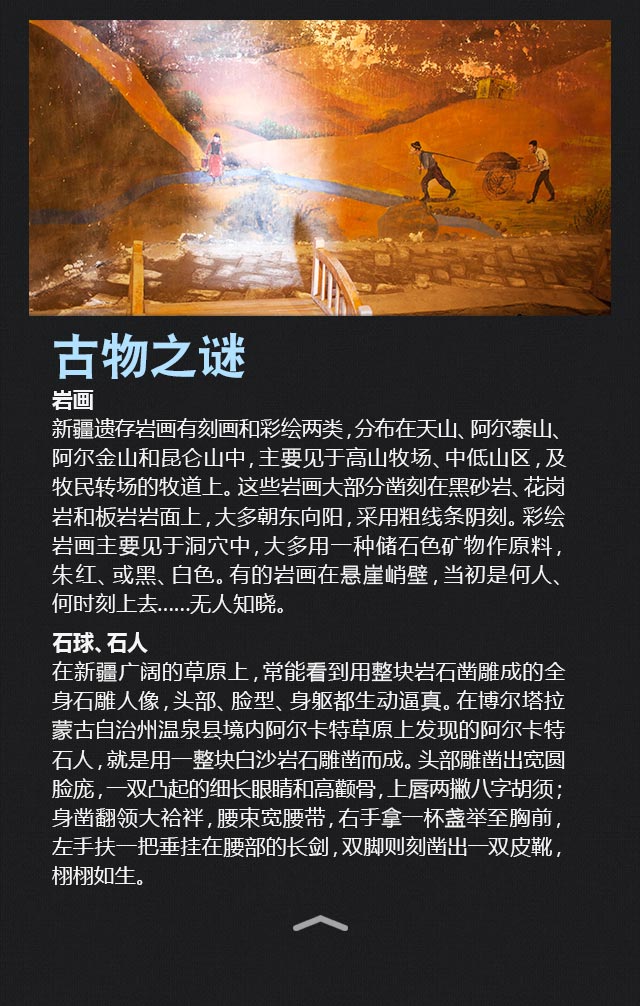 古物之谜
岩画
新疆遗存岩画有刻画和彩绘两类，分布在天山、阿尔泰山、
阿尔金山和昆仑山中，主要见于高山牧场、中低山区，及
牧民转场的牧道上。这些岩画大部分凿刻在黑砂岩、花岗
岩和板岩岩面上，大多朝东向阳，采用粗线条阴刻。彩绘
岩画主要见于洞穴中，大多用一种储石色矿物作原料，
朱红、或黑、白色。有的岩画在悬崖峭壁，当初是何人、
何时刻上去……无人知晓。
石球、石人
在新疆广阔的草原上，常能看到用整块岩石凿雕成的全
身石雕人像，头部、脸型、身躯都生动逼真。在博尔塔拉
蒙古自治州温泉县境内阿尔卡特草原上发现的阿尔卡特
石人，就是用一整块白沙岩石雕凿而成。头部雕凿出宽圆
脸庞，一双凸起的细长眼睛和高颧骨，上唇两撇八字胡须；
身凿翻领大袷袢，腰束宽腰带，右手拿一杯盏举至胸前，
左手扶一把垂挂在腰部的长剑，双脚则刻凿出一双皮靴，
栩栩如生。